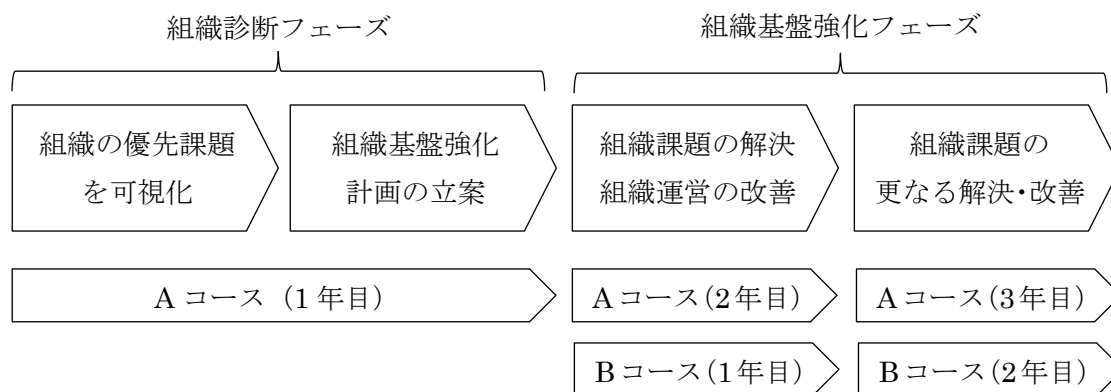 組織診断フェーズ
組織基盤強化フェーズ
組織の優先課題
を可視化
組織基盤強化
計画の立案
組織課題の解決
組織運営の改善
組織課題の
更なる解決・改善
A コース（1 年目）
A コース(2 年目)
A コース(3 年目)
B コース(1 年目)
B コース(2 年目)